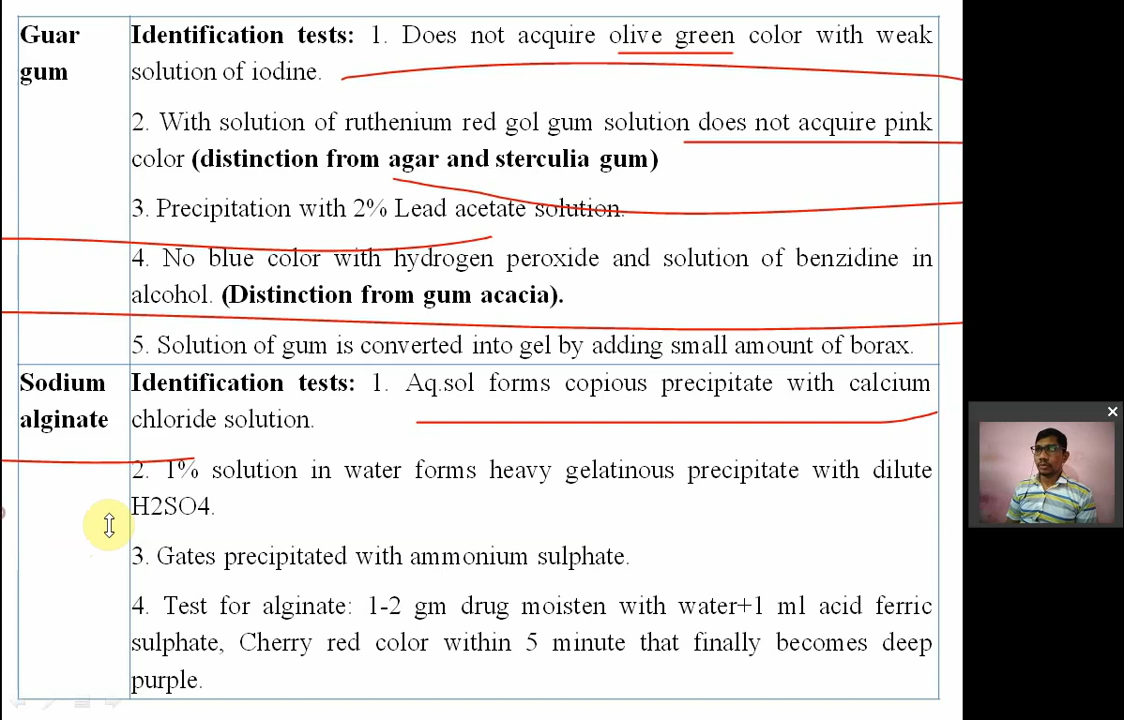 Guar gum
Identification tests: 1. Does not acquire olive green color with weak
solution of iodine.
2. With solution of ruthenium red gol gum solution does not acquire pink
color (distinction from agar and sterculia gum)
3. Precipitation with 2% Lead acetate solution.
4. No blue color with hydrogen peroxide and solution of benzidine in
alcohol. (Distinction from gum acacia).
5. Solution of gum is converted into gel by adding small amount of borax.
Sodium alginate
Identification tests: 1. Aq.sol forms copious precipitate with calcium
chloride solution.
2. 1% solution in water forms heavy gelatinous precipitate with dilute
H2SO4.
3. Gates precipitated with ammonium sulphate.
4. Test for alginate: 1-2 gm drug moisten with water+1 ml acid ferric
sulphate, Cherry red color within 5 minute that finally becomes deep
purple.